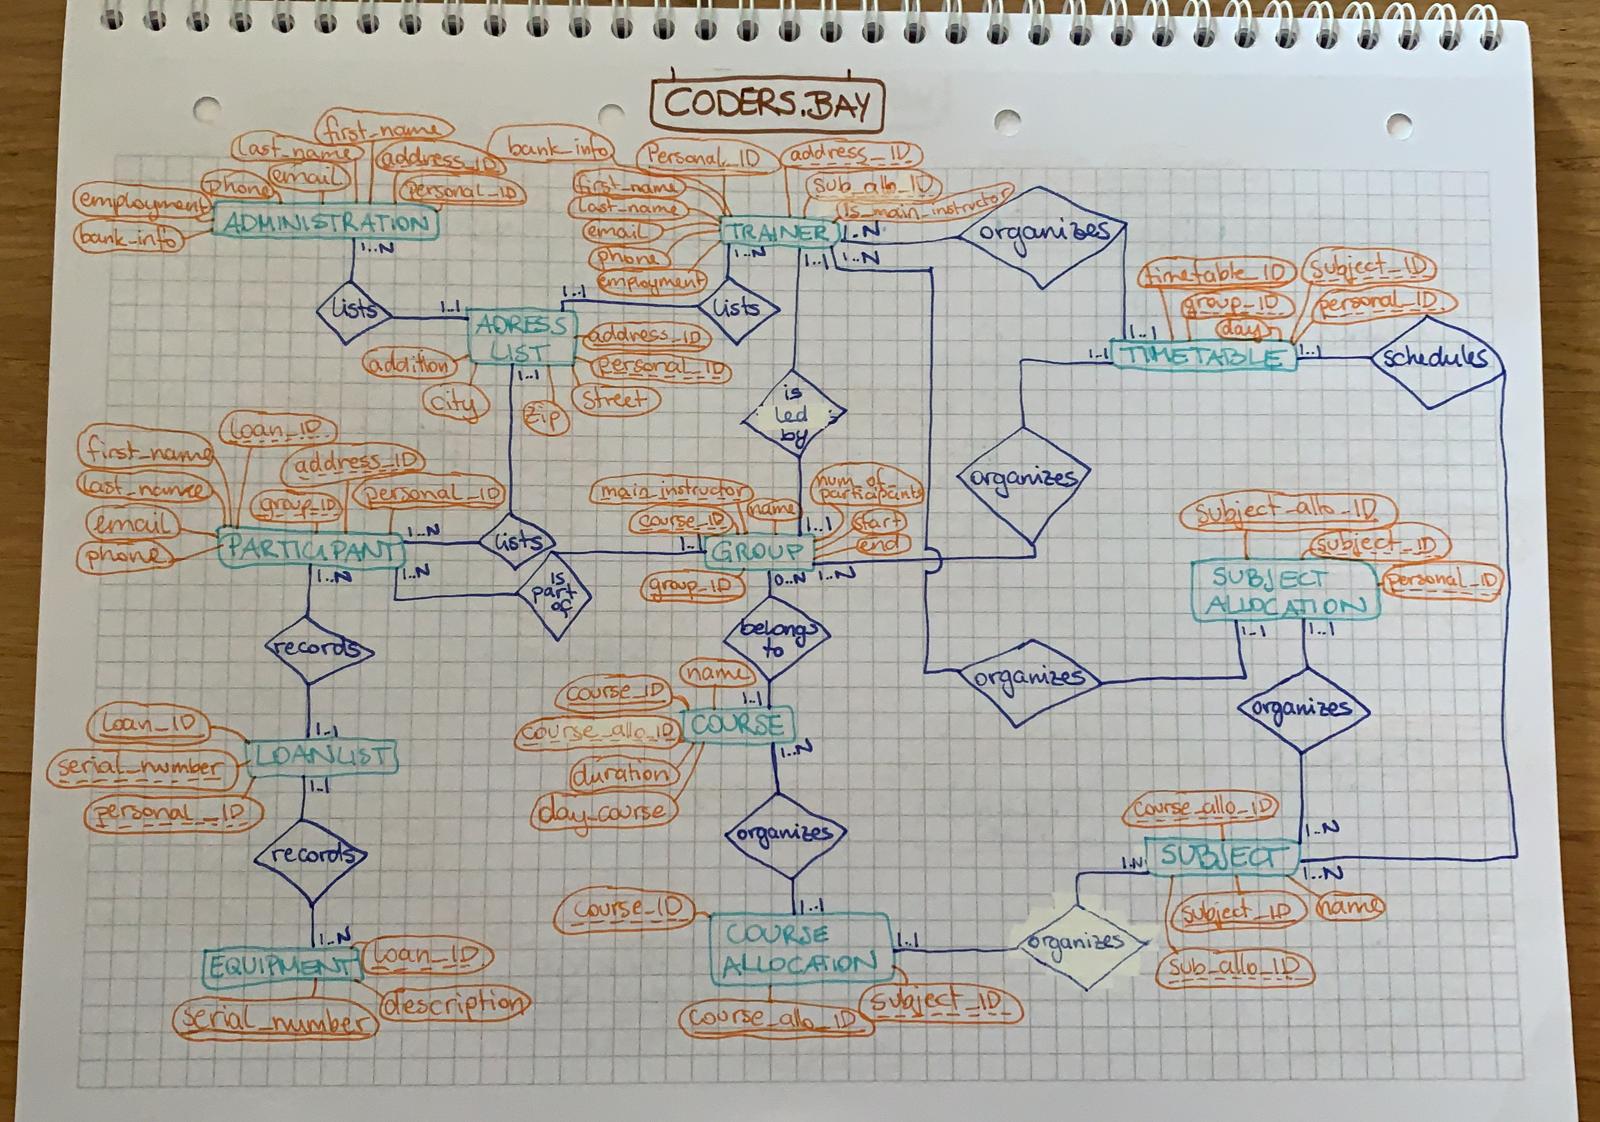 CODERS.BAY
first_name
last_name
address_ID
email
phone
personal_ID
employment
bank_info
ADMINISTRATION
1..N
lists
1..1
bank_info
Personal_ID
address_ID
first_name
sub_allo_ID
last_name
is_main_instructor
email
phone
employment
TRAINER
1..N
1..N
1..1
1..N
organizes
lists
1..1
ADRESS
LIST
address_ID
personal_ID
street
zip
city
addition
1..1
timetable_ID
subject_ID
group_ID
personal_ID
day
1..1
1..1
TIMETABLE
1..1
schedules
is
led
by
organizes
loan_ID
first_name
address_ID
last_name
group_ID
personal_ID
email
phone
PARTICIPANT
1..N
1..N
1..N
lists
is
part
of
main_instructor
name
num_of_
participants
course_ID
start
end
1..1
1..1
GROUP
group_ID
0..N
1..N
subject_allo_ID
subject_ID
personal_ID
SUBJECT
ALLOCATION
1..1
1..1
records
belongs
to
organizes
organizes
name
course_ID
1..1
course_allo_ID
COURSE
duration
day_course
1..N
loan_ID
1..1
LOANLIST
serial_number
personal_ID
1..1
records
organizes
course_allo_ID
1..N
SUBJECT
1..N
1..N
subject_ID
name
sub_allo_ID
organizes
course_ID
1..1
COURSE
ALLOCATION
1..1
course_allo_ID
subject_ID
1..N
EQUIPMENT
loan_ID
description
serial_number